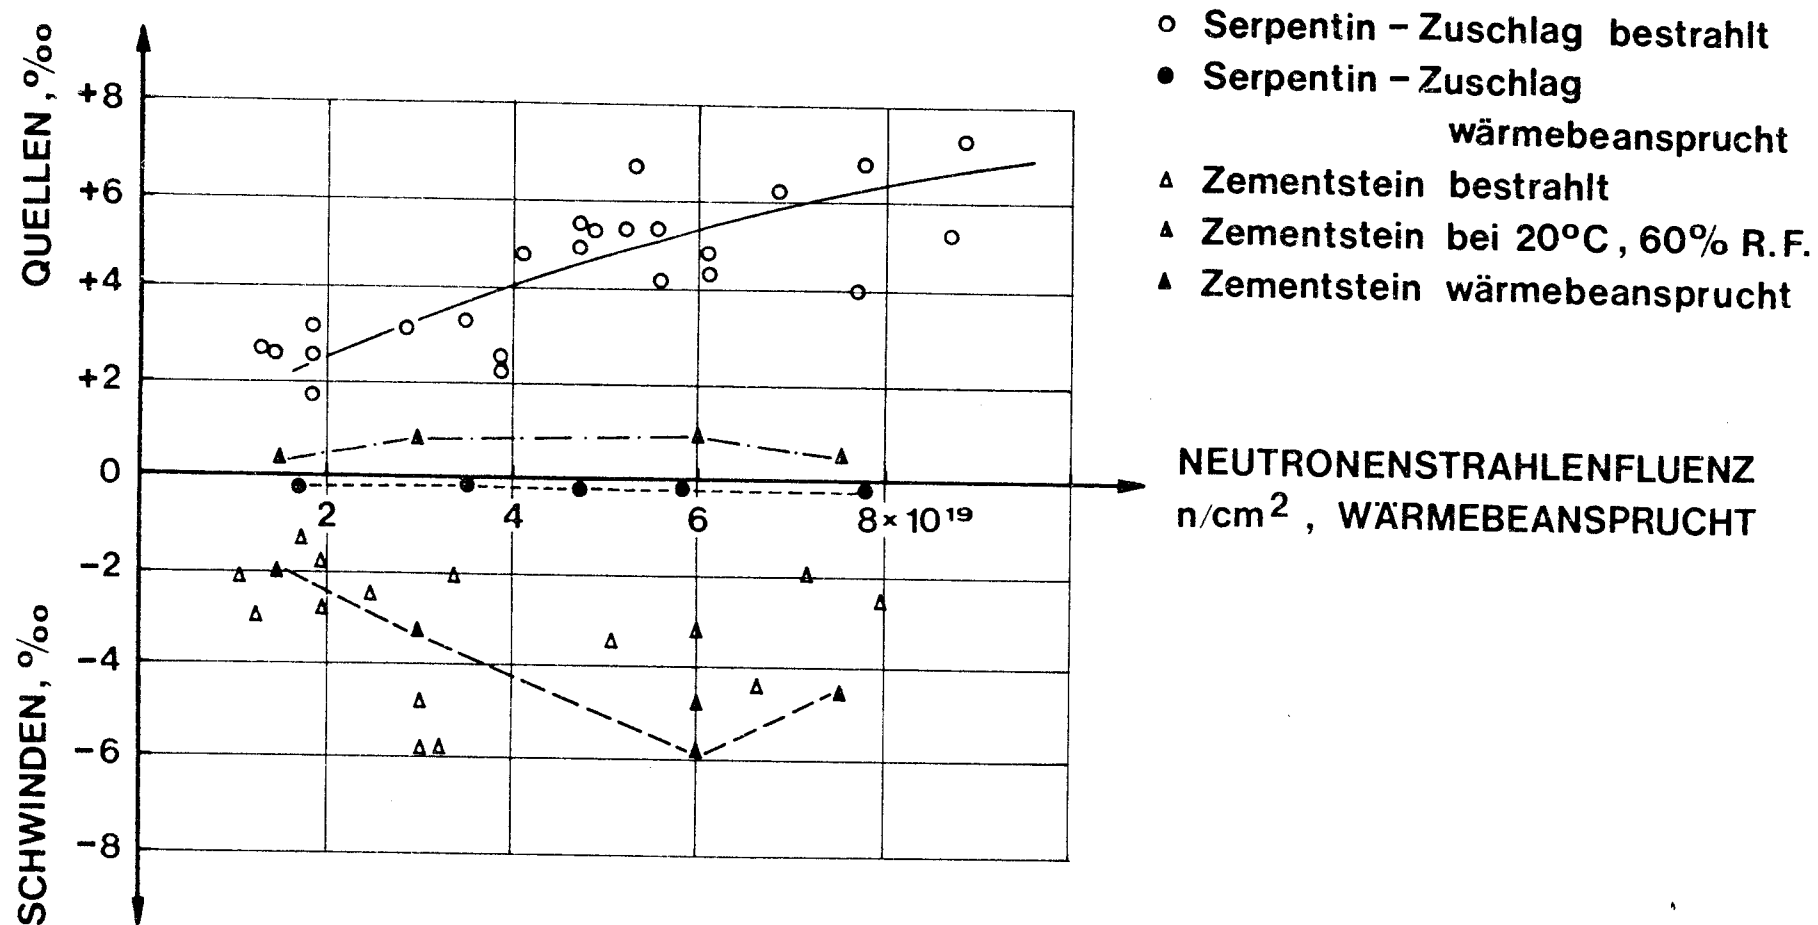 QUELLEN, ‰
+8
+6
+4
+2
0
-2
-4
-6
-8
SCHWINDEN, ‰
2 4 6 8 × 10¹⁹
○ Serpentin – Zuschlag bestrahlt
● Serpentin – Zuschlag
wärmebeansprucht
△ Zementstein bestrahlt
▲ Zementstein bei 20°C, 60% R.F.
▲ Zementstein wärmebeansprucht
NEUTRONENSTRAHLENFLUENZ
n/cm², WÄRMEBEANSPRUCHT